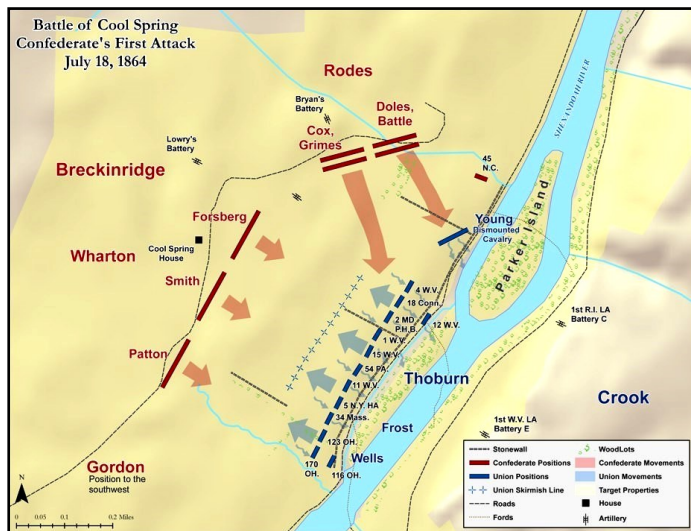 Battle of Cool Spring
Confederate's First Attack
July 18, 1864
Rodes
Bryan's
Battery
Doles,
Battle
Cox,
Grimes
Lowry's
Battery
Breckinridge
45
N.C.
SHENANDOAH RIVER
Forsberg
Young
Dismounted
Cavalry
Parker Island
Wharton
Cool Spring
House
Smith
4 W.V.
18 Conn.
2 MD
P.H.B.
12 W.V.
1 W.V.
15 W.V.
54 PA.
11 W.V.
5 N.Y. HA
34 Mass.
1st R.I. LA
Battery C
Patton
Thoburn
Crook
Frost
1st W.V. LA
Battery E
123 OH.
Wells
170
OH.
116 OH.
Gordon
Position to the
southwest
N
0 0.05 0.1 0.2 Miles
Stonewall
Confederate Positions
Union Positions
Union Skirmish Line
Roads
Fords
WoodLots
Confederate Movements
Union Movements
Target Properties
House
Artillery